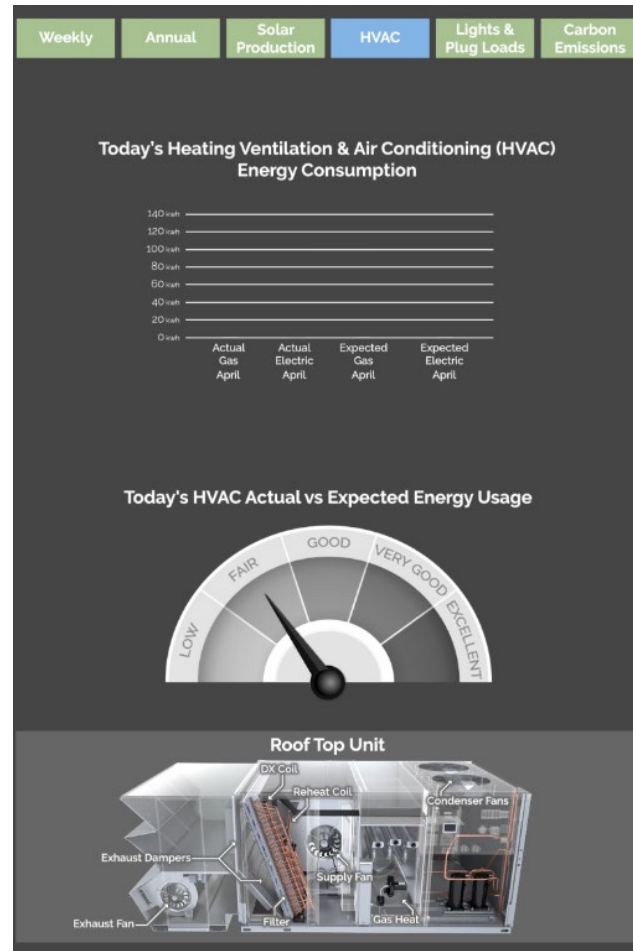 Weekly
Annual
Solar
Production
HVAC
Lights &
Plug Loads
Carbon
Emissions
Today's Heating Ventilation & Air Conditioning (HVAC)
Energy Consumption
140 kwh
120 kwh
100 kwh
80 kwh
60 kwh
40 kwh
20 kwh
0 kwh
Actual
Gas
April
Actual
Electric
April
Expected
Gas
April
Expected
Electric
April
Today's HVAC Actual vs Expected Energy Usage
LOW
FAIR
GOOD
VERY GOOD
EXCELLENT
Roof Top Unit
DX Coil
Reheat Coil
Condenser Fans
Exhaust Dampers
Supply Fan
Exhaust Fan
Filter
Gas Heat